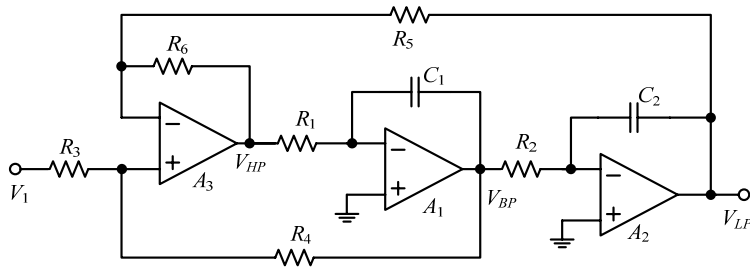 R5
R6
C1
C2
R3
R1
R2
−
+
V1
A3
VHP
−
+
A1
VBP
−
+
A2
VLP
R4